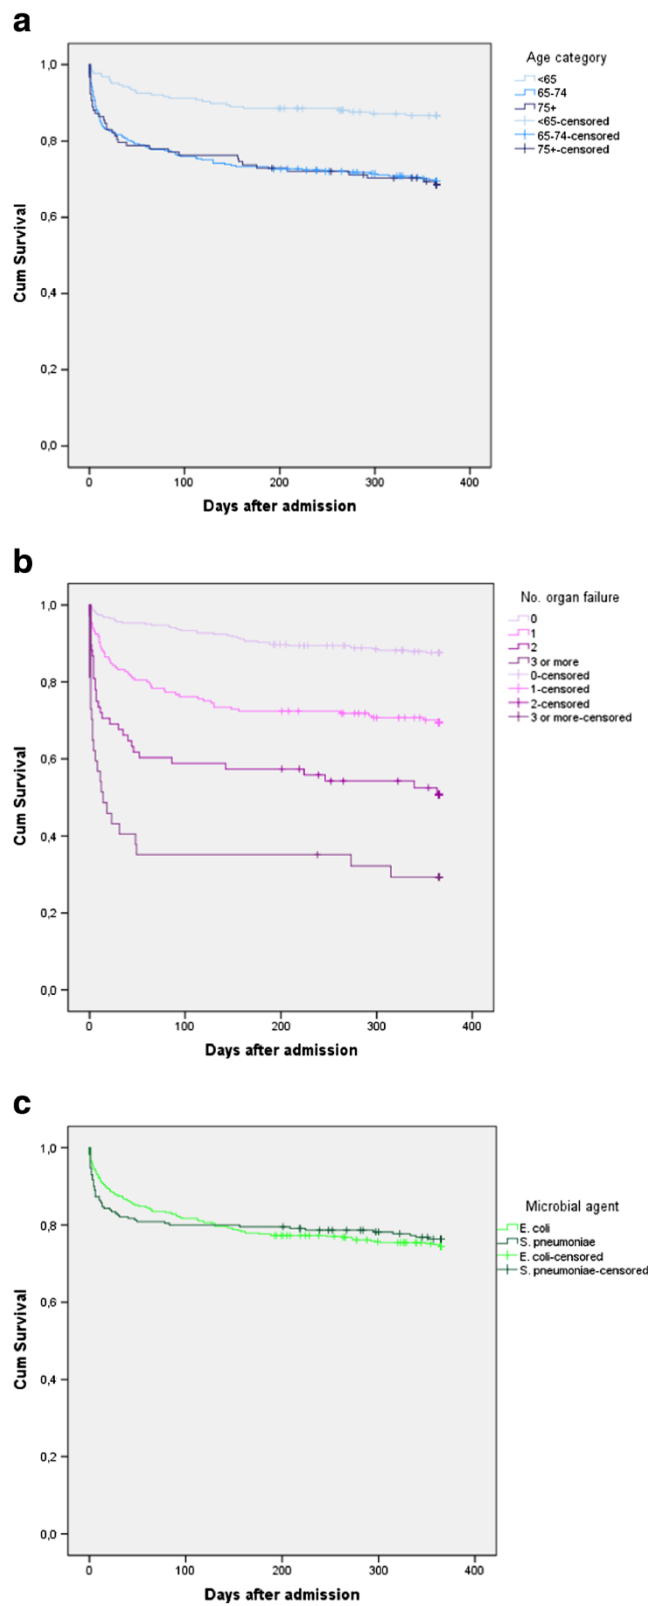 a
Cum Survival
1,0
0,8
0,6
0,4
0,2
0,0
0 100 200 300 400
Days after admission
Age category
<65
65-74
75+
<65-censored
65-74-censored
75+-censored
b
Cum Survival
1,0
0,8
0,6
0,4
0,2
0,0
0 100 200 300 400
Days after admission
No. organ failure
0
1
2
3 or more
0-censored
1-censored
2-censored
3 or more-censored
c
Cum Survival
1,0
0,8
0,6
0,4
0,2
0,0
0 100 200 300 400
Days after admission
Microbial agent
E. coli
S. pneumoniae
E. coli-censored
S. pneumoniae-censored